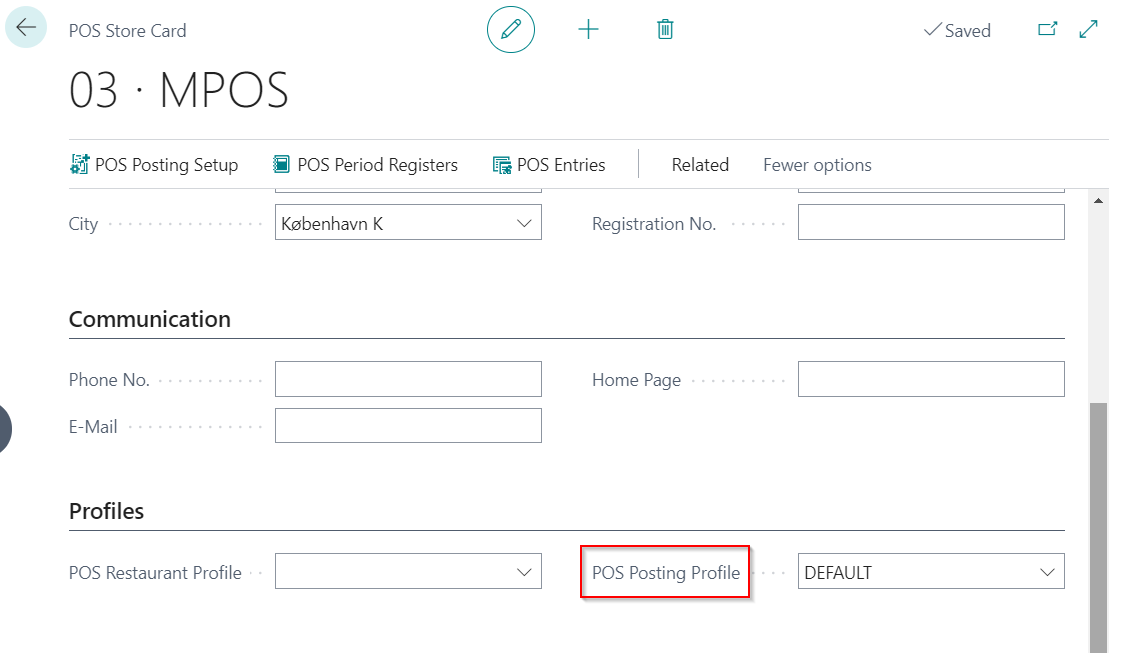 POS Store Card
Saved
03 · MPOS
POS Posting Setup POS Period Registers POS Entries Related Fewer options
City København K Registration No.
Communication
Phone No. Home Page
E-Mail
Profiles
POS Restaurant Profile POS Posting Profile DEFAULT